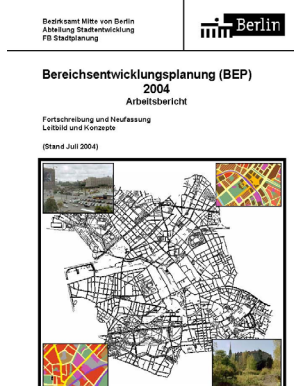 Bezirksamt Mitte von Berlin
Abteilung Stadtentwicklung
FB Stadtplanung
Berlin
Bereichsentwicklungsplanung (BEP)
2004
Arbeitsbericht
Fortschreibung und Neufassung
Leitbild und Konzepte
(Stand Juli 2004)